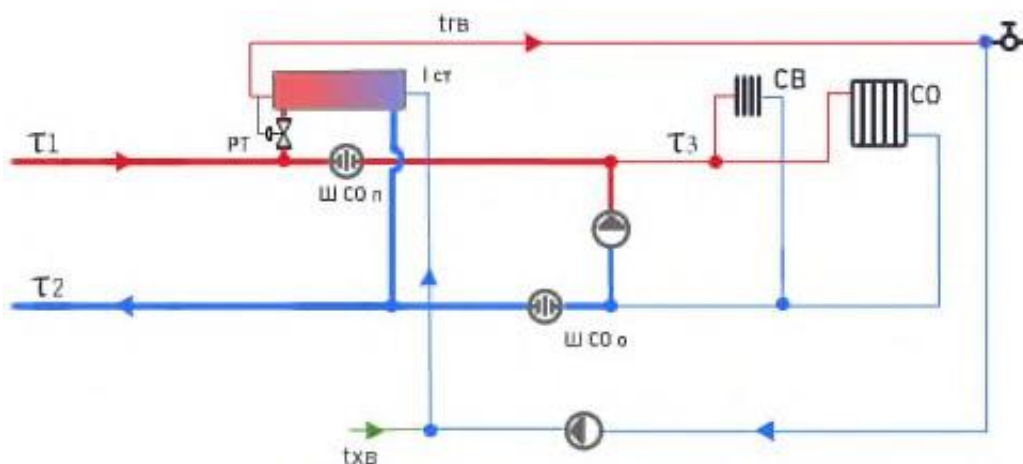 tгв
I ст
СВ
СО
τ1
РТ
τ3
Ш СО п
τ2
Ш СО о
tхв